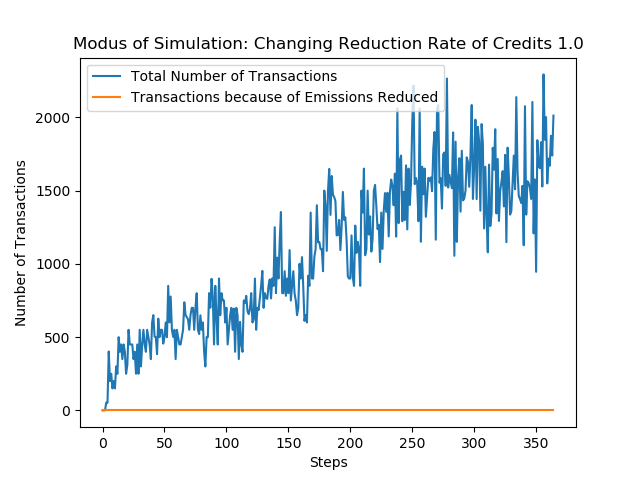 Modus of Simulation: Changing Reduction Rate of Credits 1.0
Total Number of Transactions
Transactions because of Emissions Reduced
Number of Transactions
2000
1500
1000
500
0
0 50 100 150 200 250 300 350
Steps